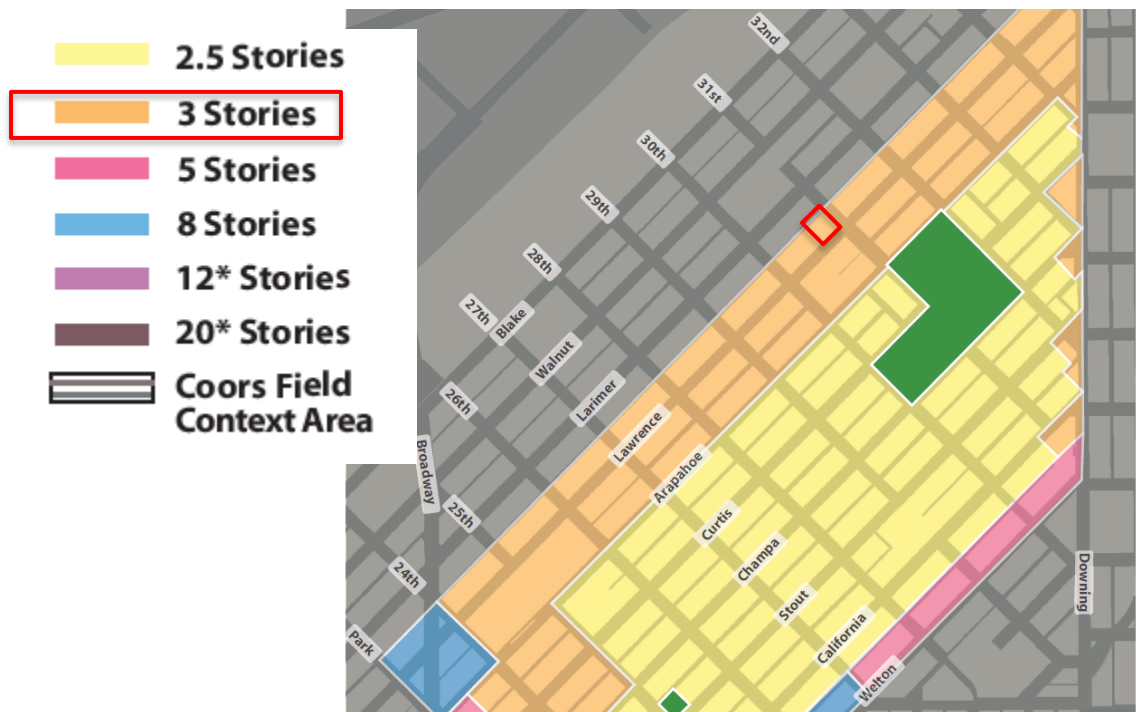 2.5 Stories
3 Stories
5 Stories
8 Stories
12* Stories
20* Stories
Coors Field
Context Area
32nd
31st
30th
29th
28th
27th
Blake
Walnut
Larimer
26th
Lawrence
Broadway
Arapahoe
25th
Curtis
Champa
24th
Stout
Downing
California
Park
Welton